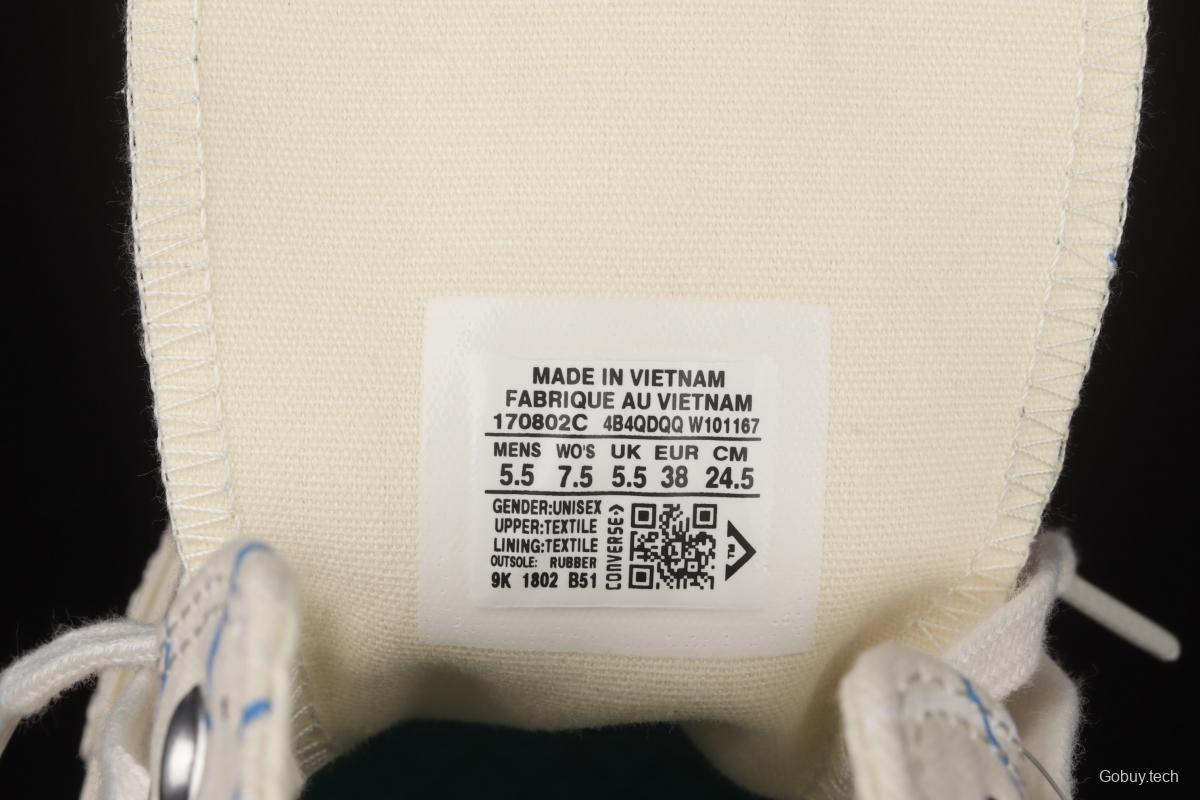 MADE IN VIETNAM
FABRIQUE AU VIETNAM
170802C 4B4QDQQ W101167
MENS WO'S UK EUR CM
5.5 7.5 5.5 38 24.5
GENDER:UNISEX
UPPER:TEXTILE
LINING:TEXTILE
OUTSOLE: RUBBER
9K 1802 B51
CONVERSE
TM
Gobuy.tech